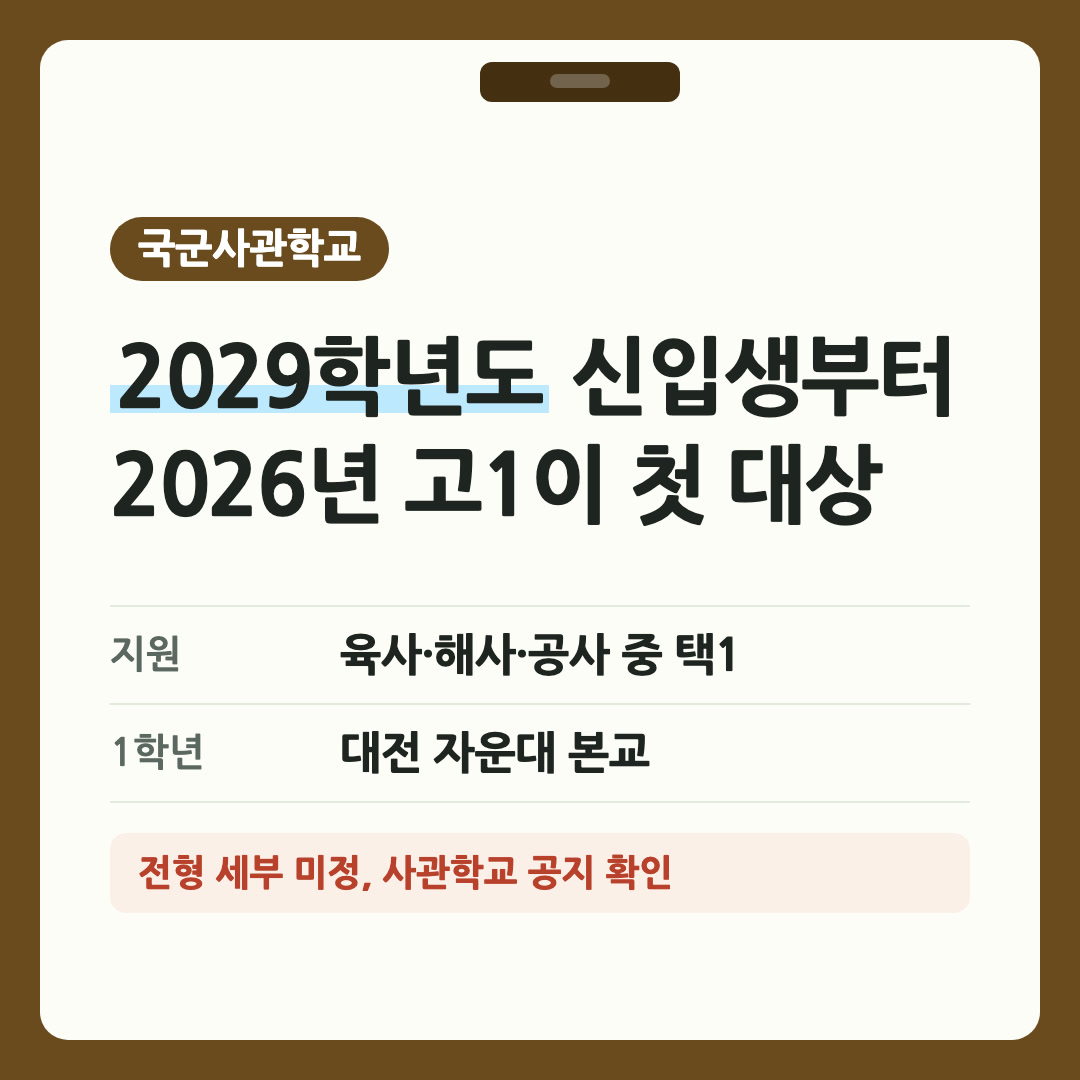 국군사관학교
2029학년도 신입생부터
2026년 고1이 첫 대상
지원 육사·해사·공사 중 택1
1학년 대전 자운대 본교
전형 세부 미정, 사관학교 공지 확인